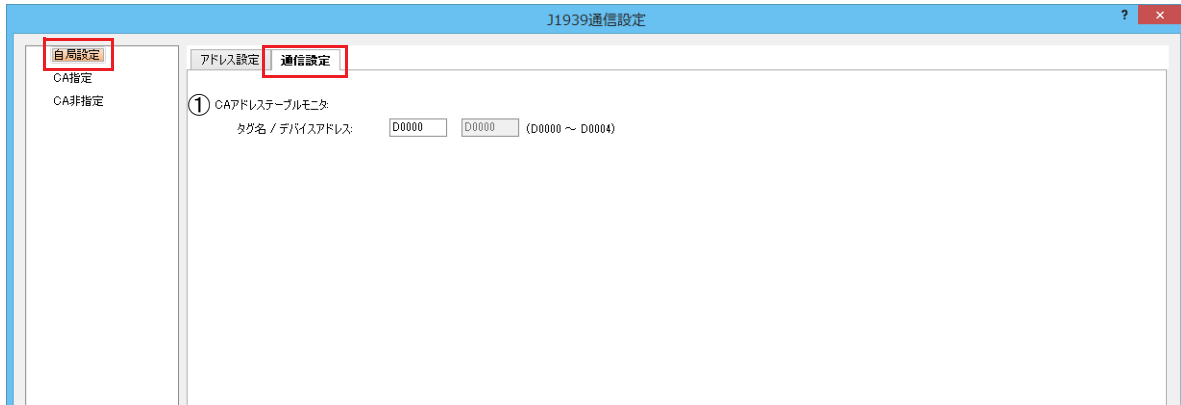 J1939通信設定
? ×
自局設定
CA指定
CA非指定
アドレス設定 通信設定
① CAアドレステーブルモニタ:
タグ名 / デバイスアドレス: D0000 D0000 (D0000 ～ D0004)